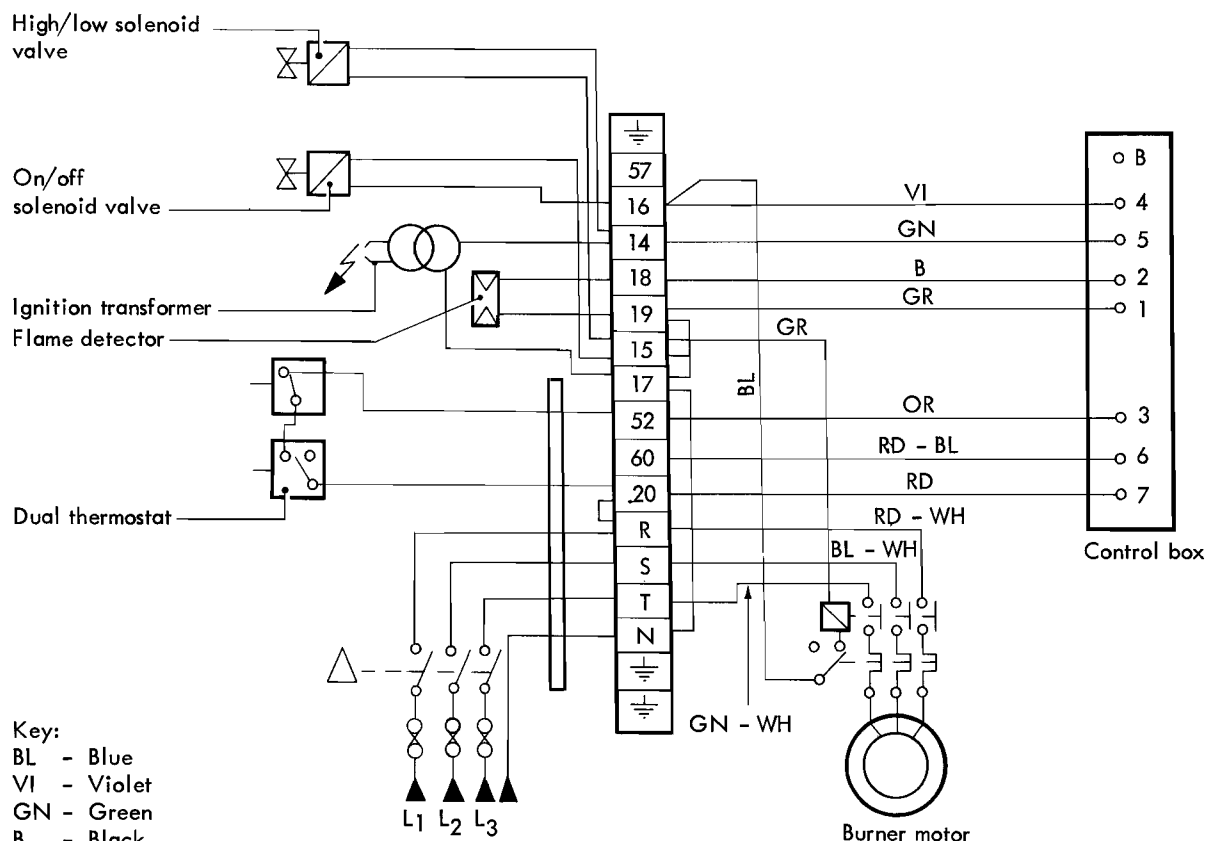 High/low solenoid
valve
On/off
solenoid valve
Ignition transformer
Flame detector
Dual thermostat
57
16
14
18
19
15
17
52
60
.20
R
S
T
N
VI
GN
B
GR
GR
BL
OR
RD - BL
RD
RD - WH
BL - WH
GN - WH
B
4
5
2
1
3
6
7
Control box
Burner motor
L1 L2 L3
Key:
BL - Blue
VI - Violet
GN - Green
B - Black